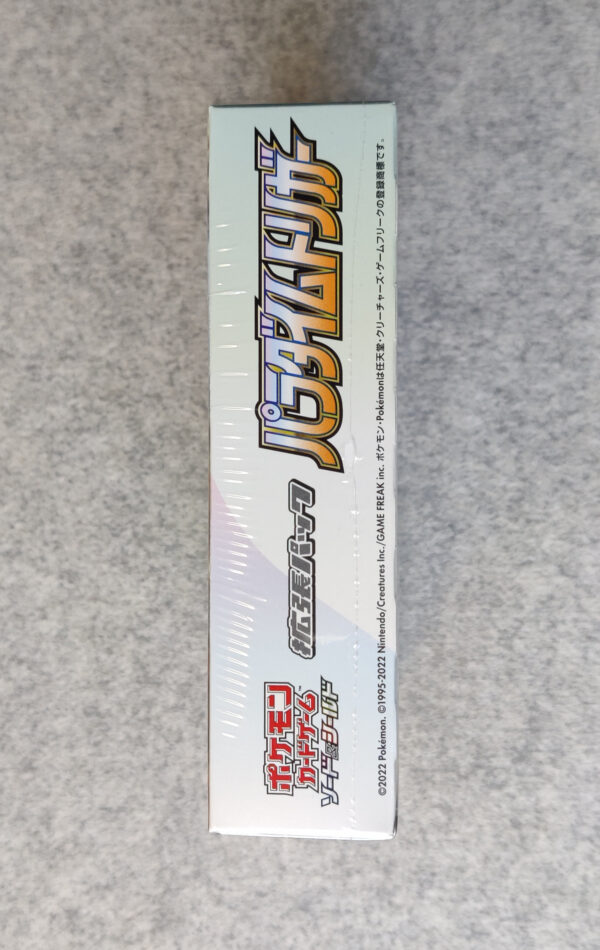 ポケモン
カードゲーム™
ソード&シールド
拡張パック
パラダイムトリガー
©2022 Pokémon. ©1995-2022 Nintendo/Creatures Inc./GAME FREAK inc. ポケモン・Pokémonは任天堂・クリーチャーズ・ゲームフリークの登録商標です。